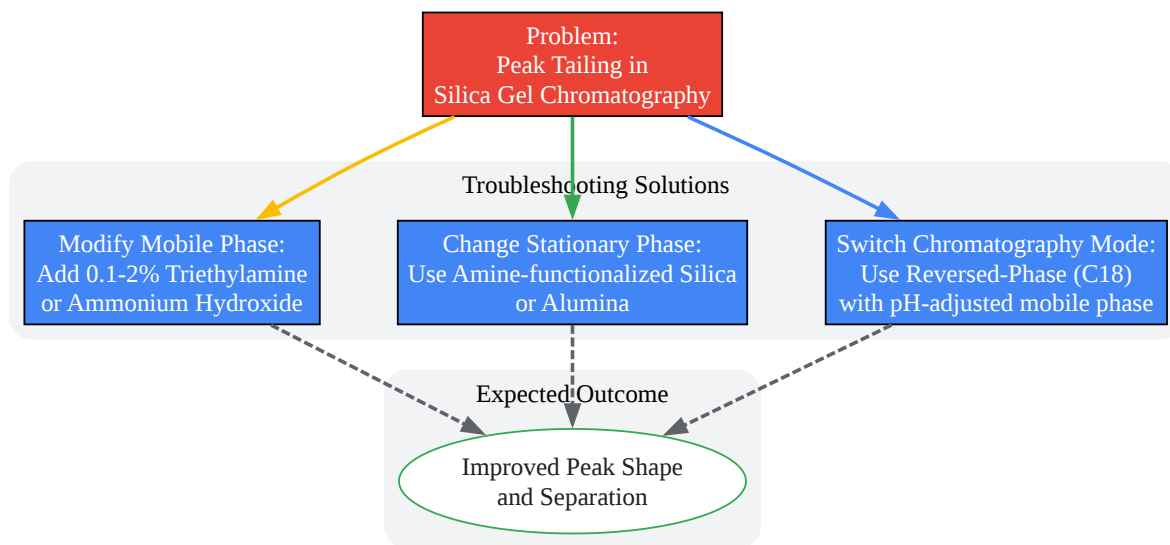 Problem:
Peak Tailing in
Silica Gel Chromatography
Troubleshooting Solutions
Modify Mobile Phase:
Add 0.1-2% Triethylamine
or Ammonium Hydroxide
Change Stationary Phase:
Use Amine-functionalized Silica
or Alumina
Switch Chromatography Mode:
Use Reversed-Phase (C18)
with pH-adjusted mobile phase
Expected Outcome
Improved Peak Shape
and Separation